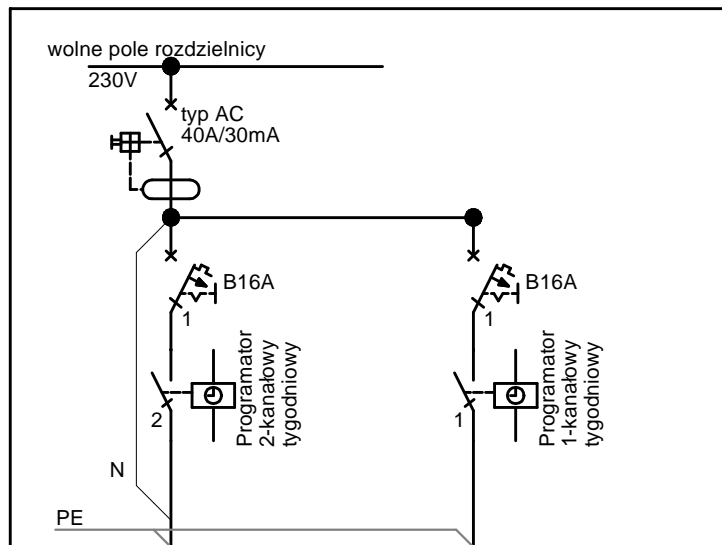 wolne pole rozdzielnicy
230V
typ AC
40A/30mA
B16A
1
B16A
1
2
Programator
2-kanałowy
tygodniowy
1
Programator
1-kanałowy
tygodniowy
N
PE